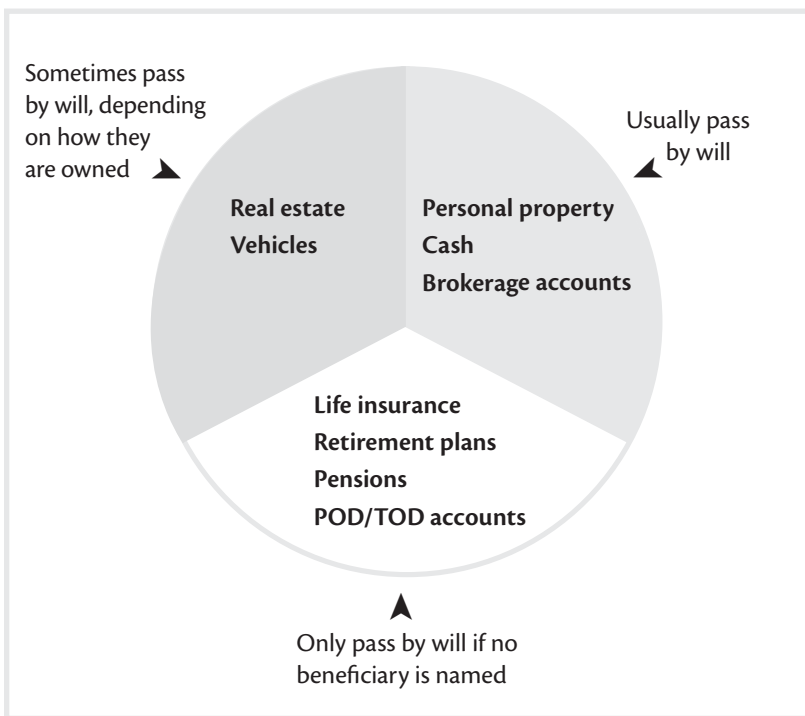 Sometimes pass
by will, depending
on how they
are owned
Usually pass
by will
Real estate
Vehicles
Personal property
Cash
Brokerage accounts
Life insurance
Retirement plans
Pensions
POD/TOD accounts
Only pass by will if no
beneficiary is named